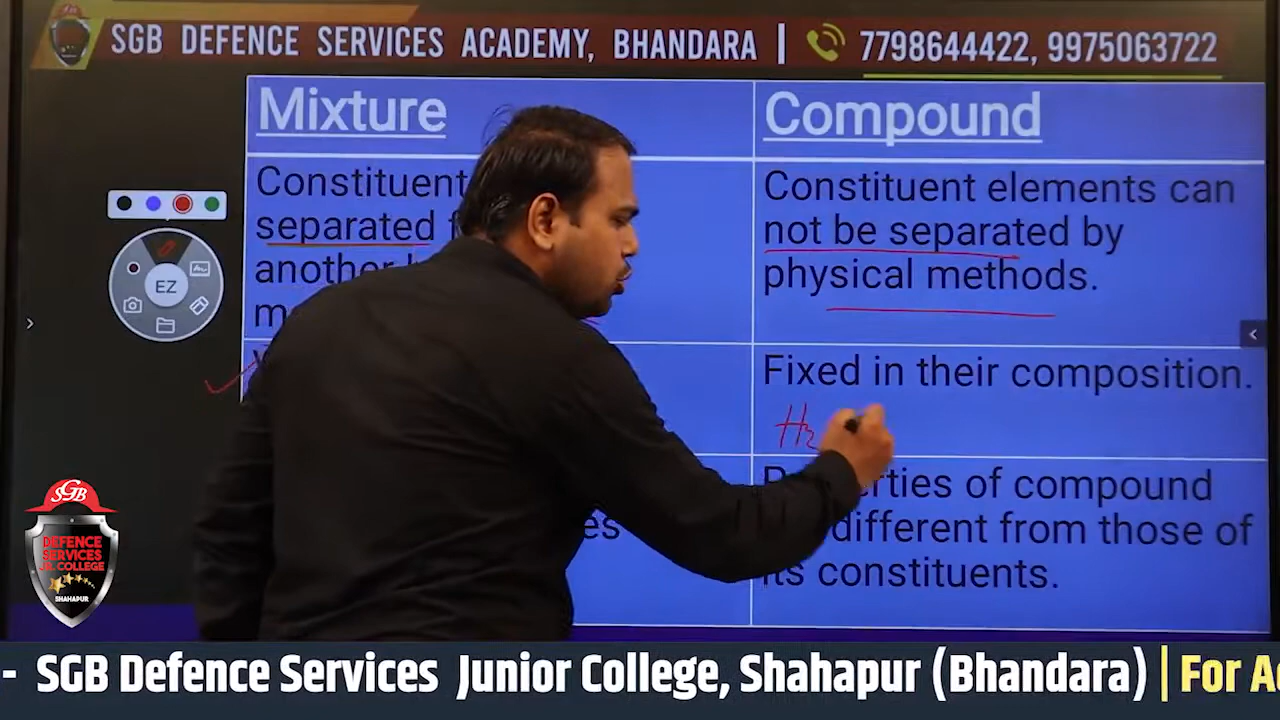 SGB DEFENCE SERVICES ACADEMY, BHANDARA | 7798644422, 9975063722
Mixture
Constituent
separated
another
Compound
Constituent elements can
not be separated by
physical methods.
Fixed in their composition.
H2
Properties of compound
different from those of
its constituents.
EZ
SGB
DEFENCE
SERVICES
JR. COLLEGE
SHAHAPUR
- SGB Defence Services Junior College, Shahapur (Bhandara) | For